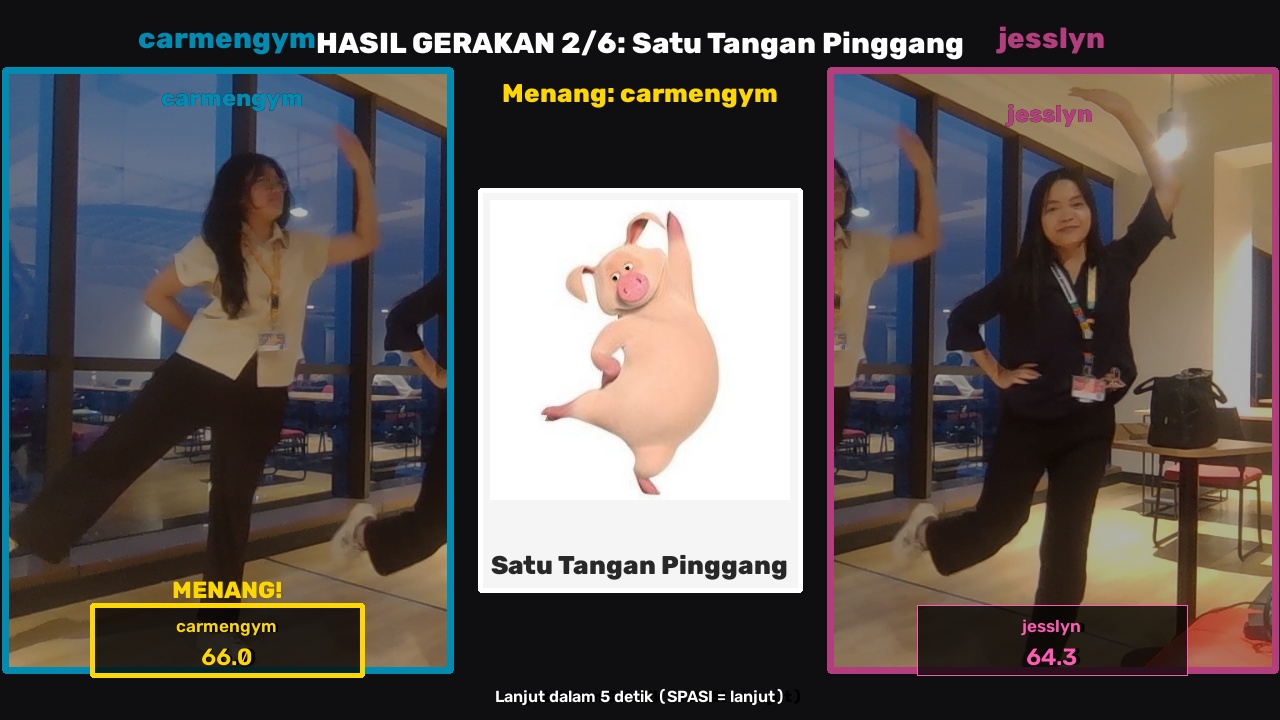 carmengym
HASIL GERAKAN 2/6: Satu Tangan Pinggang
jesslyn
carmengym
Menang: carmengym
jesslyn
Satu Tangan Pinggang
MENANG!
carmengym
66.0
jesslyn
64.3
Lanjut dalam 5 detik (SPASI = lanjut)